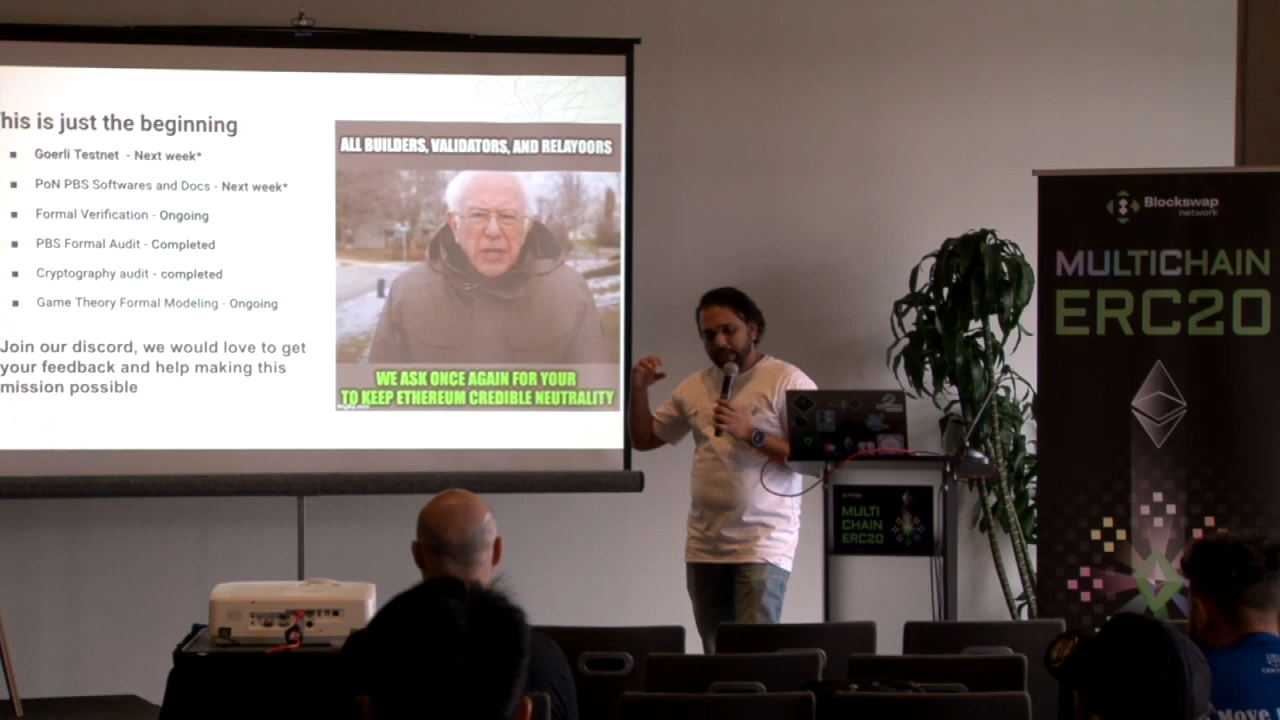 his is just the beginning
Goerli Testnet - Next week*
PoN PBS Softwares and Docs - Next week*
Formal Verification - Ongoing
PBS Formal Audit - Completed
Cryptography audit - completed
Game Theory Formal Modeling - Ongoing
Join our discord, we would love to get
your feedback and help making this
mission possible
ALL BUILDERS, VALIDATORS, AND RELAYOORS
WE ASK ONCE AGAIN FOR YOUR
TO KEEP ETHEREUM CREDIBLE NEUTRALITY
Blockswap
network
MULTICHAIN
ERC20
MULTI
CHAIN
ERC20
Move